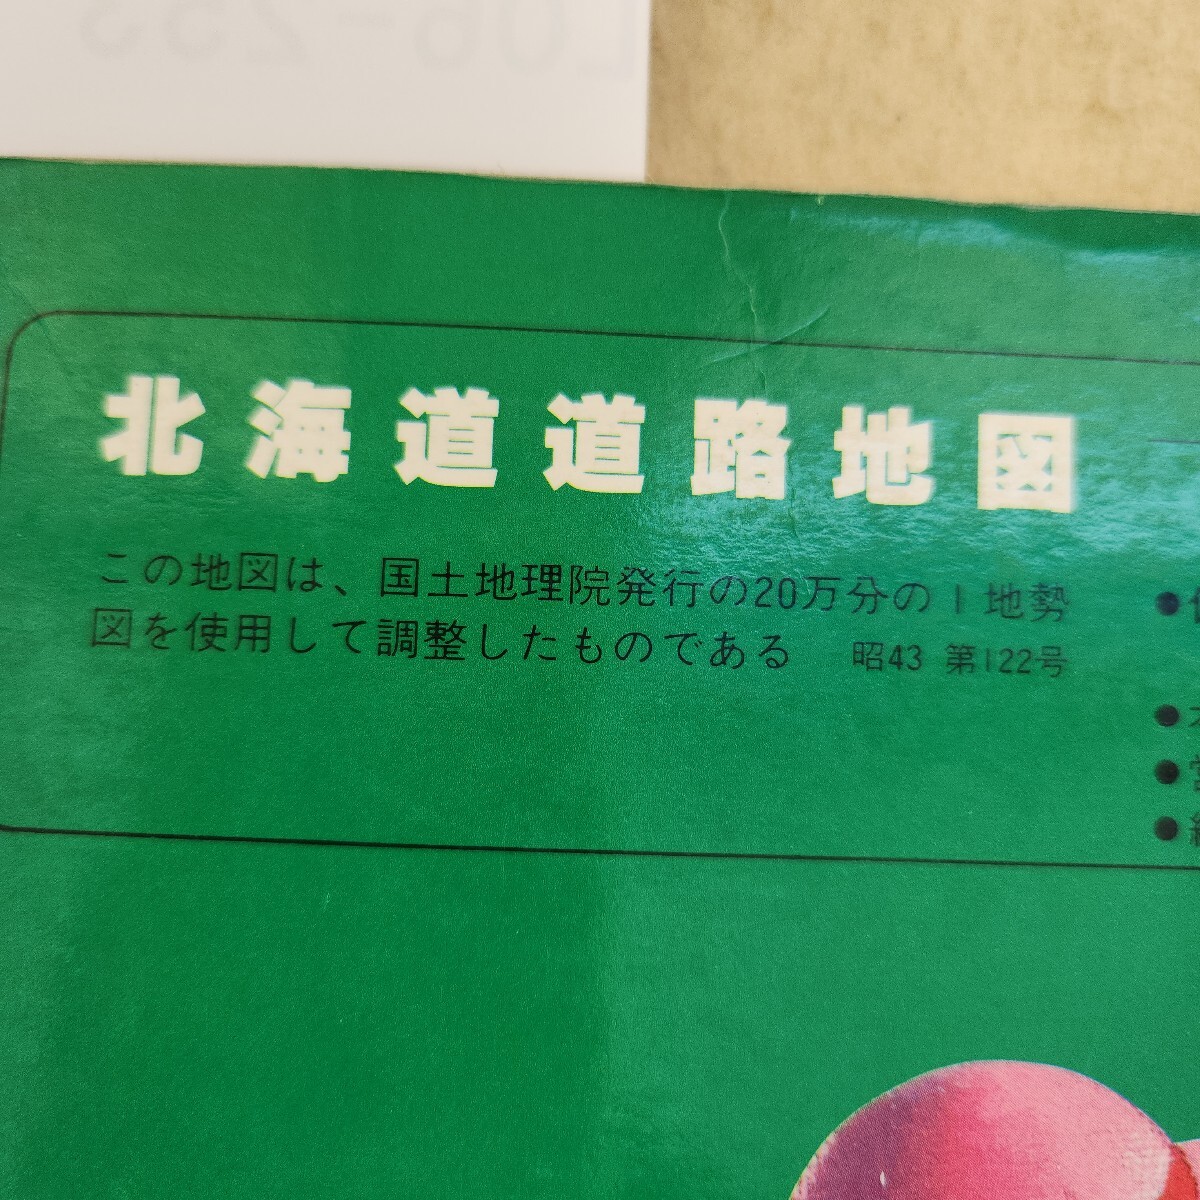 北海道道路地図
この地図は、国土地理院発行の20万分の1地勢
図を使用して調整したものである 昭43 第122号